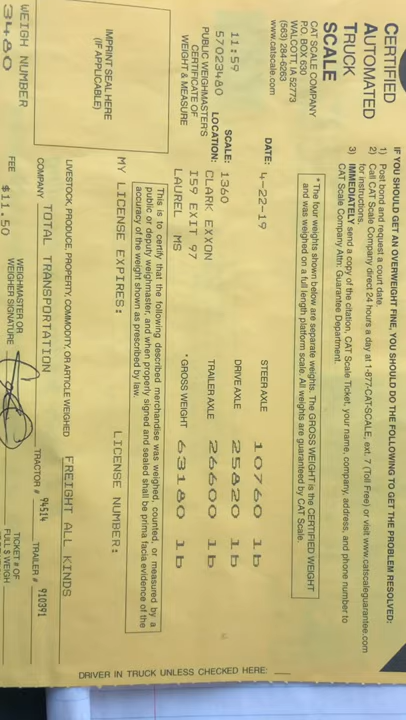 CERTIFIED
AUTOMATED
TRUCK
SCALE
CAT SCALE COMPANY
P.O. BOX 630
WALCOTT, IA 52773
(563) 284-6263
www.catscale.com
IF YOU SHOULD GET AN OVERWEIGHT FINE, YOU SHOULD DO THE FOLLOWING TO GET THE PROBLEM RESOLVED:
1) Post bond and request a court date
2) Call CAT Scale Company direct 24 hours a day at 1-877-CAT-SCALE, ext. 7 (Toll Free) or visit www.catscaleguarantee.com
for instructions.
3) IMMEDIATELY send a copy of the citation, CAT Scale Ticket, your name, company, address, and phone number to
CAT Scale Company Attn: Guarantee Department.
* The four weights shown below are separate weights. The GROSS WEIGHT is the CERTIFIED WEIGHT
and was weighed on a full length platform scale. All weights are guaranteed by CAT Scale.
DATE: 4-22-19
11:59
SCALE: 1360
57023480
LOCATION: CLARK EXXON
PUBLIC WEIGHMASTER'S
CERTIFICATE OF
WEIGHT & MEASURE
I59 EXIT 97
LAUREL MS
STEER AXLE 10760 lb
DRIVE AXLE 25820 lb
TRAILER AXLE 26600 lb
*GROSS WEIGHT 63180 lb
This is to certify that the following described merchandise was weighed, counted, or measured by a
public or deputy weighmaster, and when properly signed and sealed shall be prima facia evidence of the
accuracy of the weight shown as prescribed by law.
MY LICENSE EXPIRES: LICENSE NUMBER:
IMPRINT SEAL HERE
(IF APPLICABLE)
LIVESTOCK, PRODUCE, PROPERTY, COMMODITY, OR ARTICLE WEIGHED FREIGHT ALL KINDS
COMPANY TOTAL TRANSPORTATION TRACTOR # 94514 TRAILER # 910391
WEIGH NUMBER
3480
FEE $11.50
WEIGHMASTER OR
WEIGHER SIGNATURE
TICKET # OF
FULL $ WEIGH
DRIVER IN TRUCK UNLESS CHECKED HERE: